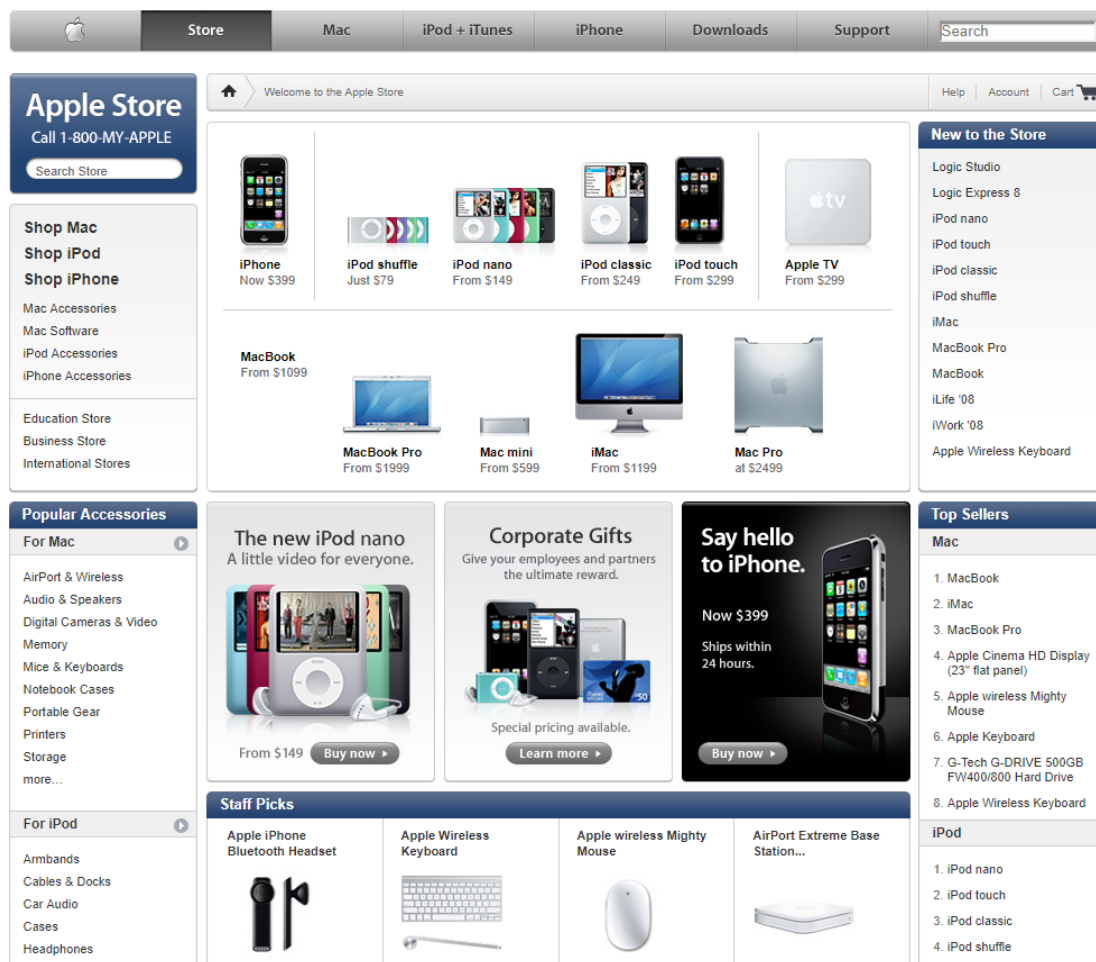 Store
Mac
iPod + iTunes
iPhone
Downloads
Support
Search
Apple Store
Call 1-800-MY-APPLE
Search Store
Welcome to the Apple Store
Help
Account
Cart
Shop Mac
Shop iPod
Shop iPhone
Mac Accessories
Mac Software
iPod Accessories
iPhone Accessories
Education Store
Business Store
International Stores
iPhone
Now $399
iPod shuffle
Just $79
iPod nano
From $149
iPod classic
From $249
iPod touch
From $299
tv
Apple TV
From $299
MacBook
From $1099
MacBook Pro
From $1999
Mac mini
From $599
iMac
From $1199
Mac Pro
at $2499
New to the Store
Logic Studio
Logic Express 8
iPod nano
iPod touch
iPod classic
iPod shuffle
iMac
MacBook Pro
MacBook
iLife '08
iWork '08
Apple Wireless Keyboard
Popular Accessories
For Mac
AirPort & Wireless
Audio & Speakers
Digital Cameras & Video
Memory
Mice & Keyboards
Notebook Cases
Portable Gear
Printers
Storage
more...
For iPod
Armbands
Cables & Docks
Car Audio
Cases
Headphones
The new iPod nano
A little video for everyone.
From $149
Buy now
Corporate Gifts
Give your employees and partners
the ultimate reward.
$50
Special pricing available.
Learn more
Say hello
to iPhone.
Now $399
Ships within
24 hours.
Buy now
Staff Picks
Apple iPhone
Bluetooth Headset
Apple Wireless
Keyboard
Apple wireless Mighty
Mouse
AirPort Extreme Base
Station...
Top Sellers
Mac
1. MacBook
2. iMac
3. MacBook Pro
4. Apple Cinema HD Display
(23" flat panel)
5. Apple wireless Mighty
Mouse
6. Apple Keyboard
7. G-Tech G-DRIVE 500GB
FW400/800 Hard Drive
8. Apple Wireless Keyboard
iPod
1. iPod nano
2. iPod touch
3. iPod classic
4. iPod shuffle